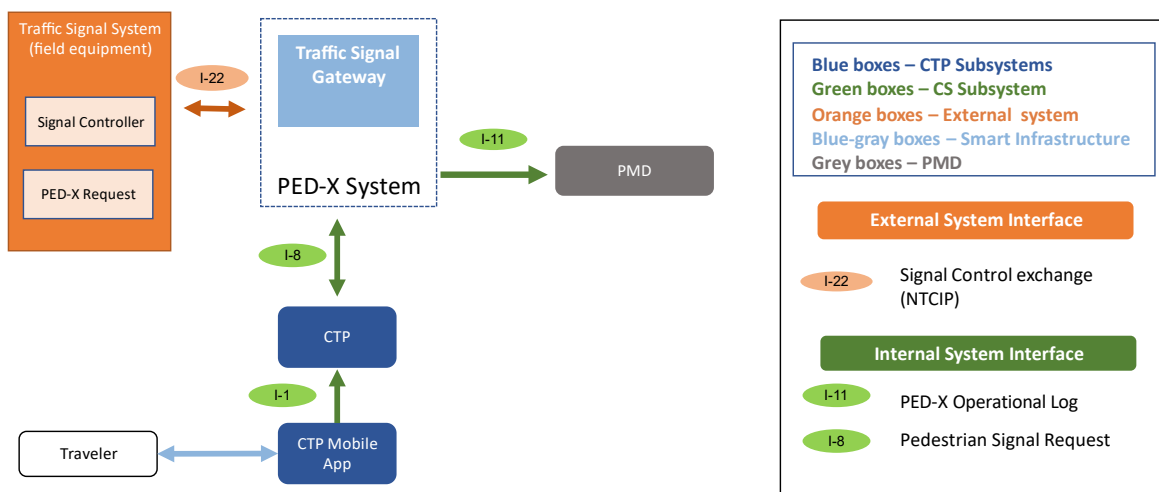 Traffic Signal System
(field equipment)
Signal Controller
PED-X Request
I-22
Traffic Signal
Gateway
PED-X System
I-11
PMD
I-8
CTP
I-1
CTP Mobile
App
Traveler
Blue boxes – CTP Subsystems
Green boxes – CS Subsystem
Orange boxes – External system
Blue-gray boxes – Smart Infrastructure
Grey boxes – PMD
External System Interface
I-22
Signal Control exchange
(NTCIP)
Internal System Interface
I-11
PED-X Operational Log
I-8
Pedestrian Signal Request